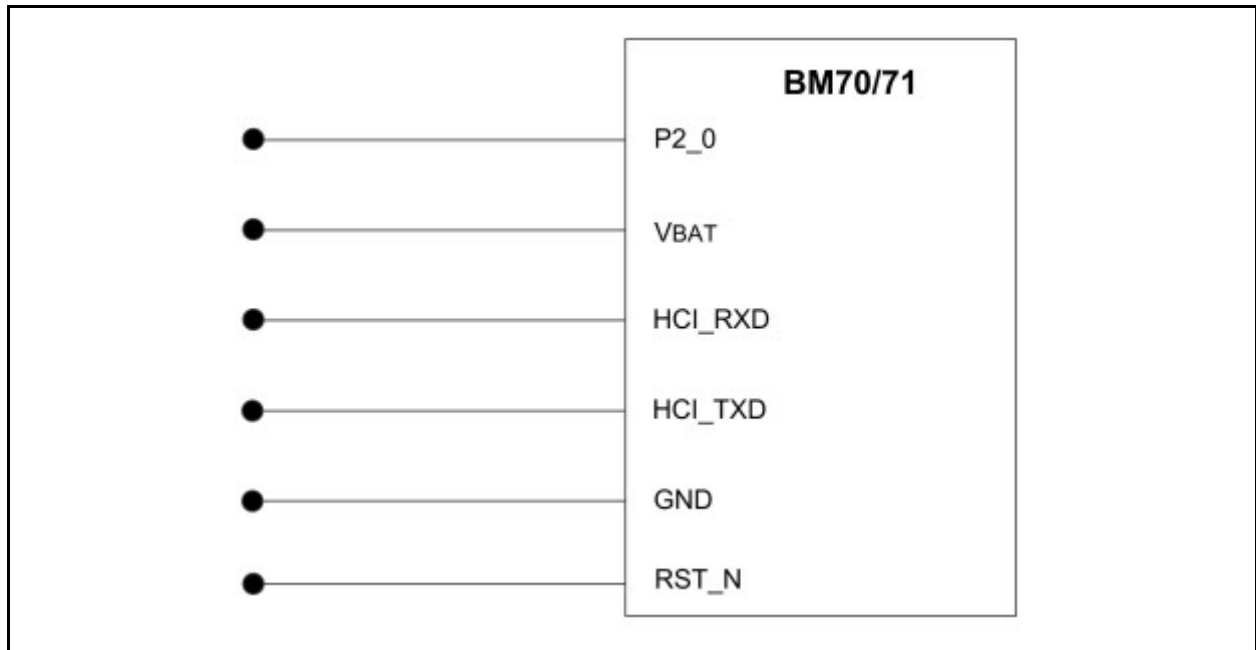 BM70/71
P2_0
VBAT
HCI_RXD
HCI_TXD
GND
RST_N